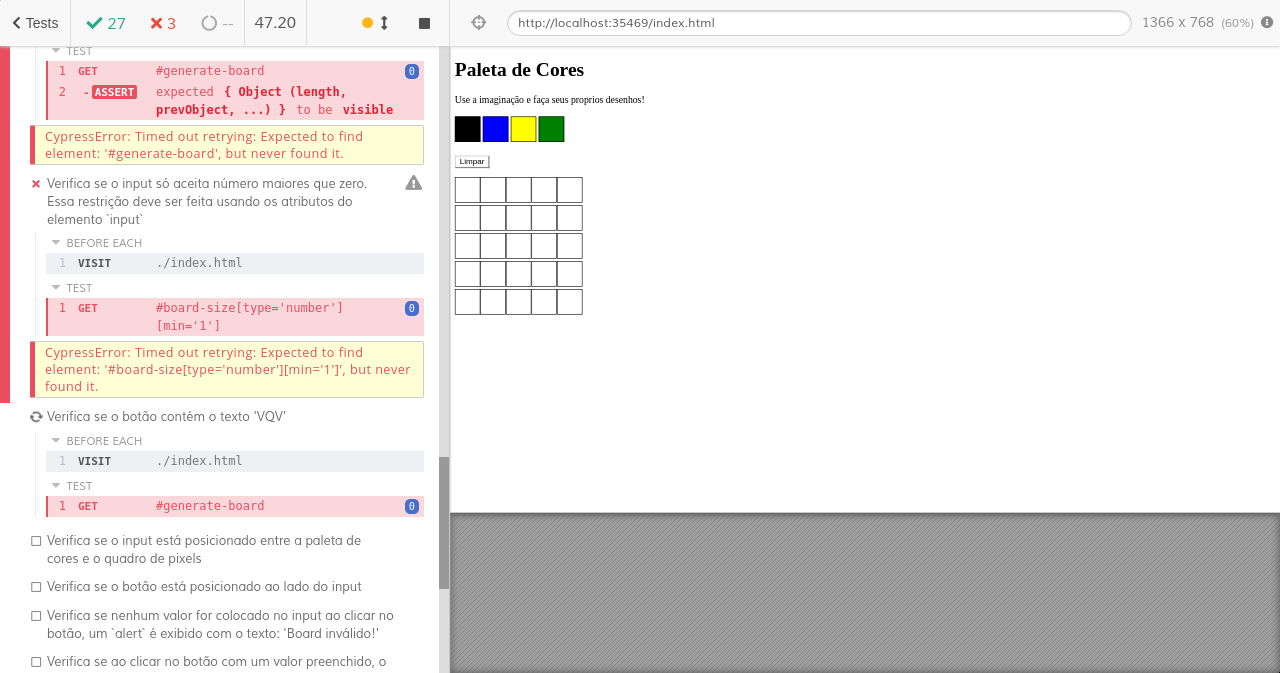 Tests
27
3
--
47.20
http://localhost:35469/index.html
1366 x 768 (60%)
TEST
1 GET #generate-board 0
2 -ASSERT expected { Object (length,
prevObject, ...) } to be visible
CypressError: Timed out retrying: Expected to find
element: '#generate-board', but never found it.
Verifica se o input só aceita número maiores que zero.
Essa restrição deve ser feita usando os atributos do
elemento `input`
BEFORE EACH
1 VISIT ./index.html
TEST
1 GET #board-size[type='number'] 0
[min='1']
CypressError: Timed out retrying: Expected to find
element: '#board-size[type='number'][min='1']', but never
found it.
Verifica se o botão contém o texto 'VQV'
BEFORE EACH
1 VISIT ./index.html
TEST
1 GET #generate-board 0
Verifica se o input está posicionado entre a paleta de
cores e o quadro de pixels
Verifica se o botão está posicionado ao lado do input
Verifica se nenhum valor for colocado no input ao clicar no
botão, um `alert` é exibido com o texto: 'Board inválido!'
Verifica se ao clicar no botão com um valor preenchido, o
Paleta de Cores
Use a imaginação e faça seus proprios desenhos!
Limpar